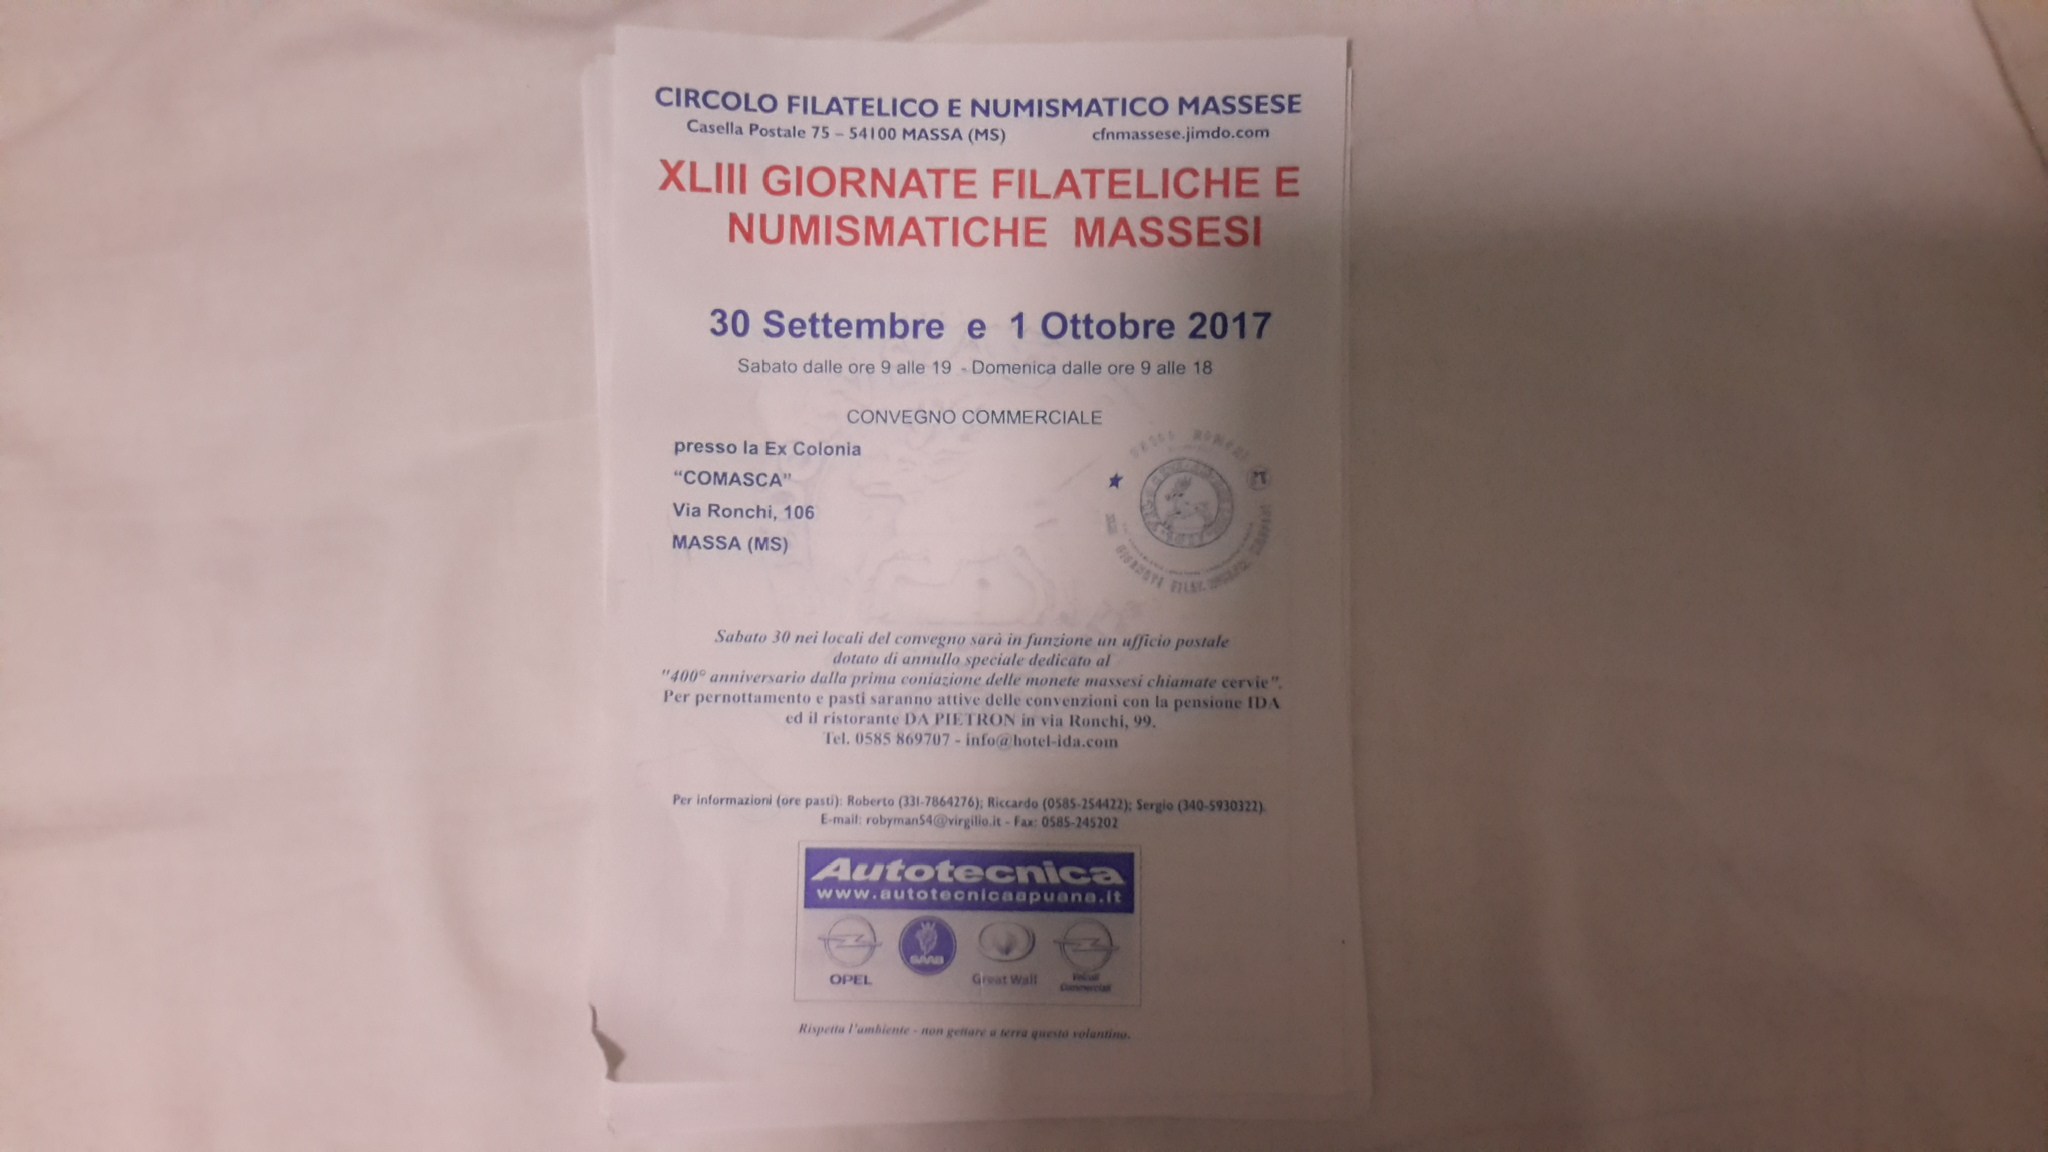 CIRCOLO FILATELICO E NUMISMATICO MASSESE
Casella Postale 75 – 54100 MASSA (MS) cfnmassese.jimdo.com
XLIII GIORNATE FILATELICHE E
NUMISMATICHE MASSESI
30 Settembre e 1 Ottobre 2017
Sabato dalle ore 9 alle 19 - Domenica dalle ore 9 alle 18
CONVEGNO COMMERCIALE
presso la Ex Colonia
“COMASCA”
Via Ronchi, 106
MASSA (MS)
Sabato 30 nei locali del convegno sarà in funzione un ufficio postale
dotato di annullo speciale dedicato al
"400° anniversario dalla prima coniazione delle monete massesi chiamate cervie".
Per pernottamento e pasti saranno attive delle convenzioni con la pensione IDA
ed il ristorante DA PIETRON in via Ronchi, 99.
Tel. 0585 869707 - info@hotel-ida.com
Per informazioni (ore pasti): Roberto (331-7864276); Riccardo (0585-254422); Sergio (340-5930322).
E-mail: robyman54@virgilio.it - Fax: 0585-245202
Autotecnica
www.autotecnicaapuana.it
SAAB
OPEL Great Wall Veicoli
Commerciali
Rispetta l'ambiente - non gettare a terra questo volantino.